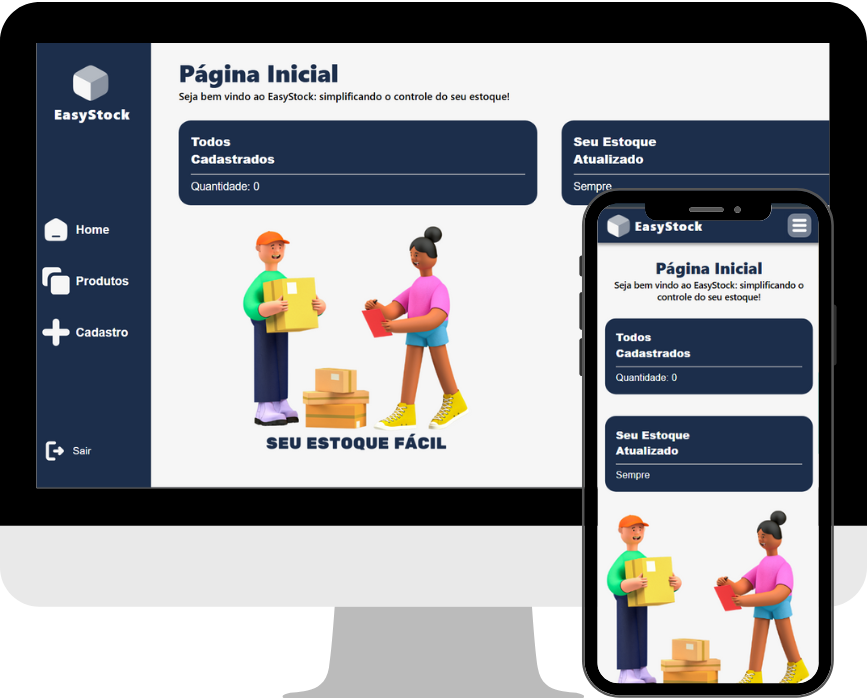 EasyStock
Página Inicial
Seja bem vindo ao EasyStock: simplificando o controle do seu estoque!
Todos
Cadastrados
Quantidade: 0
Seu Estoque
Atualizado
Sempre
Home
Produtos
Cadastro
Sair
SEU ESTOQUE FÁCIL
EasyStock
Página Inicial
Seja bem vindo ao EasyStock: simplificando o
controle do seu estoque!
Todos
Cadastrados
Quantidade: 0
Seu Estoque
Atualizado
Sempre